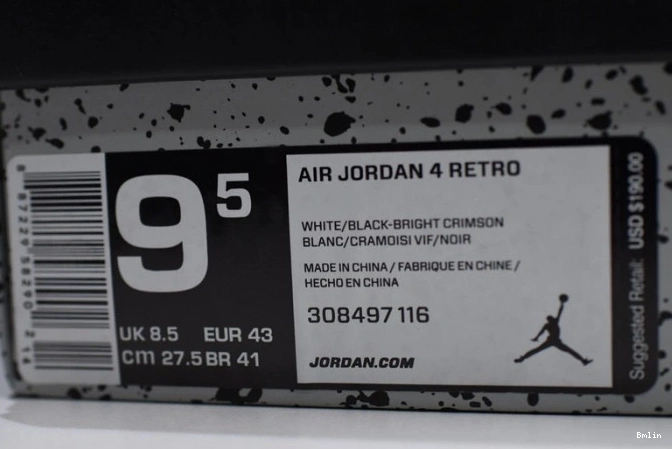 9 5
UK 8.5 EUR 43
cm 27.5 BR 41
AIR JORDAN 4 RETRO
WHITE/BLACK-BRIGHT CRIMSON
BLANC/CRAMOISI VIF/NOIR
MADE IN CHINA / FABRIQUE EN CHINE /
HECHO EN CHINA
308497 116
JORDAN.COM
Suggested Retail: USD $190.00
Bmlin